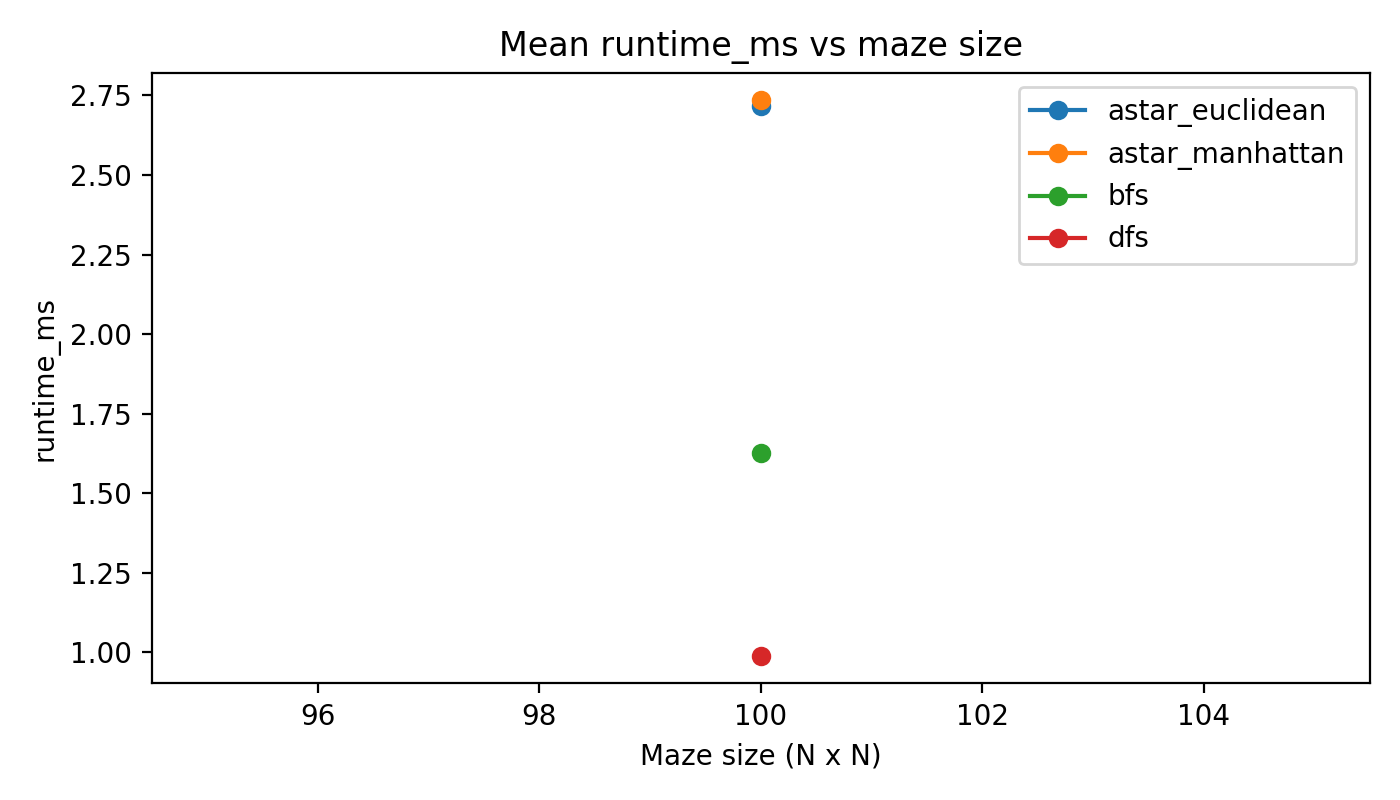 Mean runtime_ms vs maze size
2.75
2.50
2.25
2.00
1.75
1.50
1.25
1.00
runtime_ms
astar_euclidean
astar_manhattan
bfs
dfs
96 98 100 102 104
Maze size (N x N)